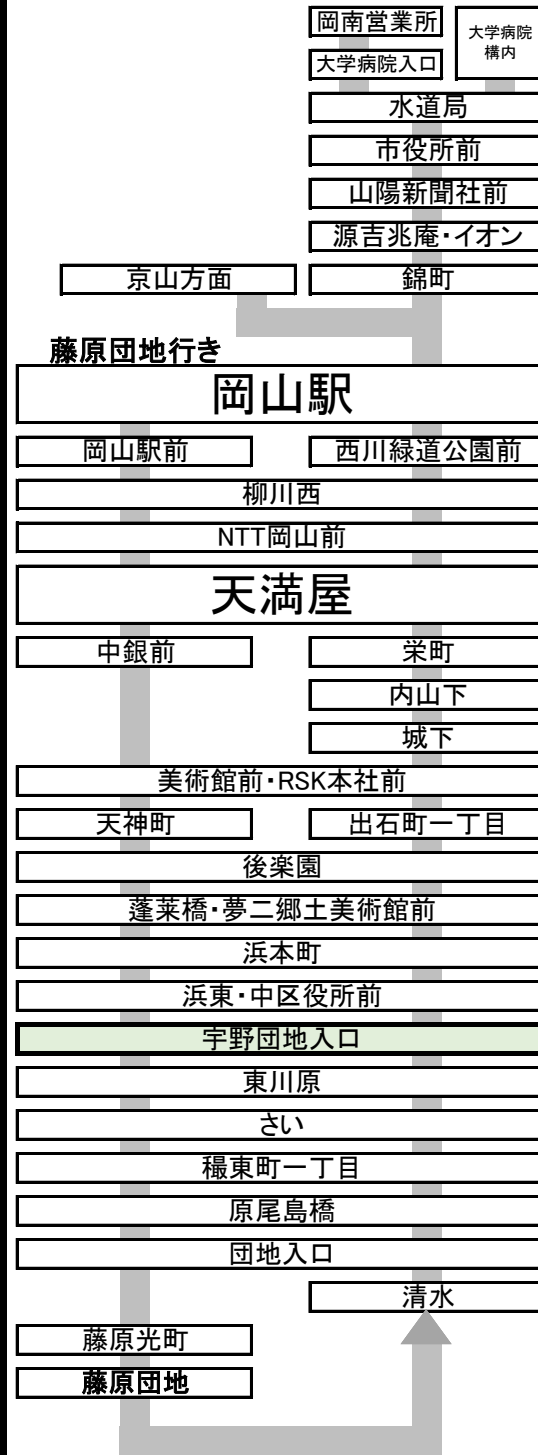 岡南営業所
大学病院
構内
大学病院入口
水道局
市役所前
山陽新聞社前
源吉兆庵・イオン
京山方面
錦町
藤原団地行き
岡山駅
岡山駅前
西川緑道公園前
柳川西
NTT岡山前
天満屋
中銀前
栄町
内山下
城下
美術館前・RSK本社前
天神町
出石町一丁目
後楽園
蓬莱橋・夢二郷土美術館前
浜本町
浜東・中区役所前
宇野団地入口
東川原
さい
穝東町一丁目
原尾島橋
団地入口
清水
藤原光町
藤原団地